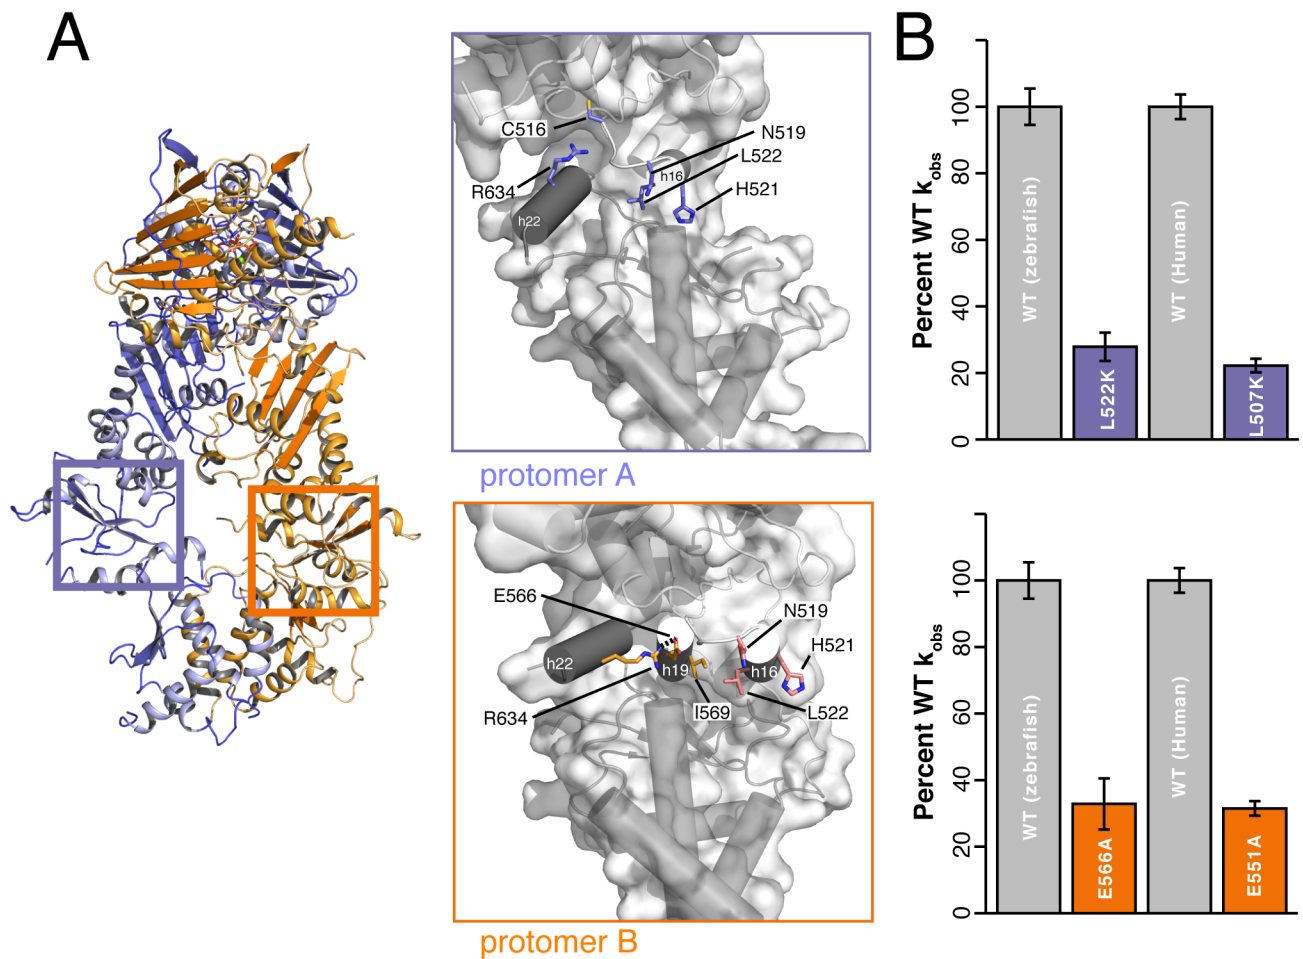 A
C516
N519
L522
h16
R634
H521
h22
protomer A
E566
N519
H521
h22
h19
h16
R634
I569
L522
protomer B
B
Percent WT kobs
0
20
40
60
80
100
WT (zebrafish)
L522K
WT (Human)
L507K
Percent WT kobs
0
20
40
60
80
100
WT (zebrafish)
E566A
WT (Human)
E551A